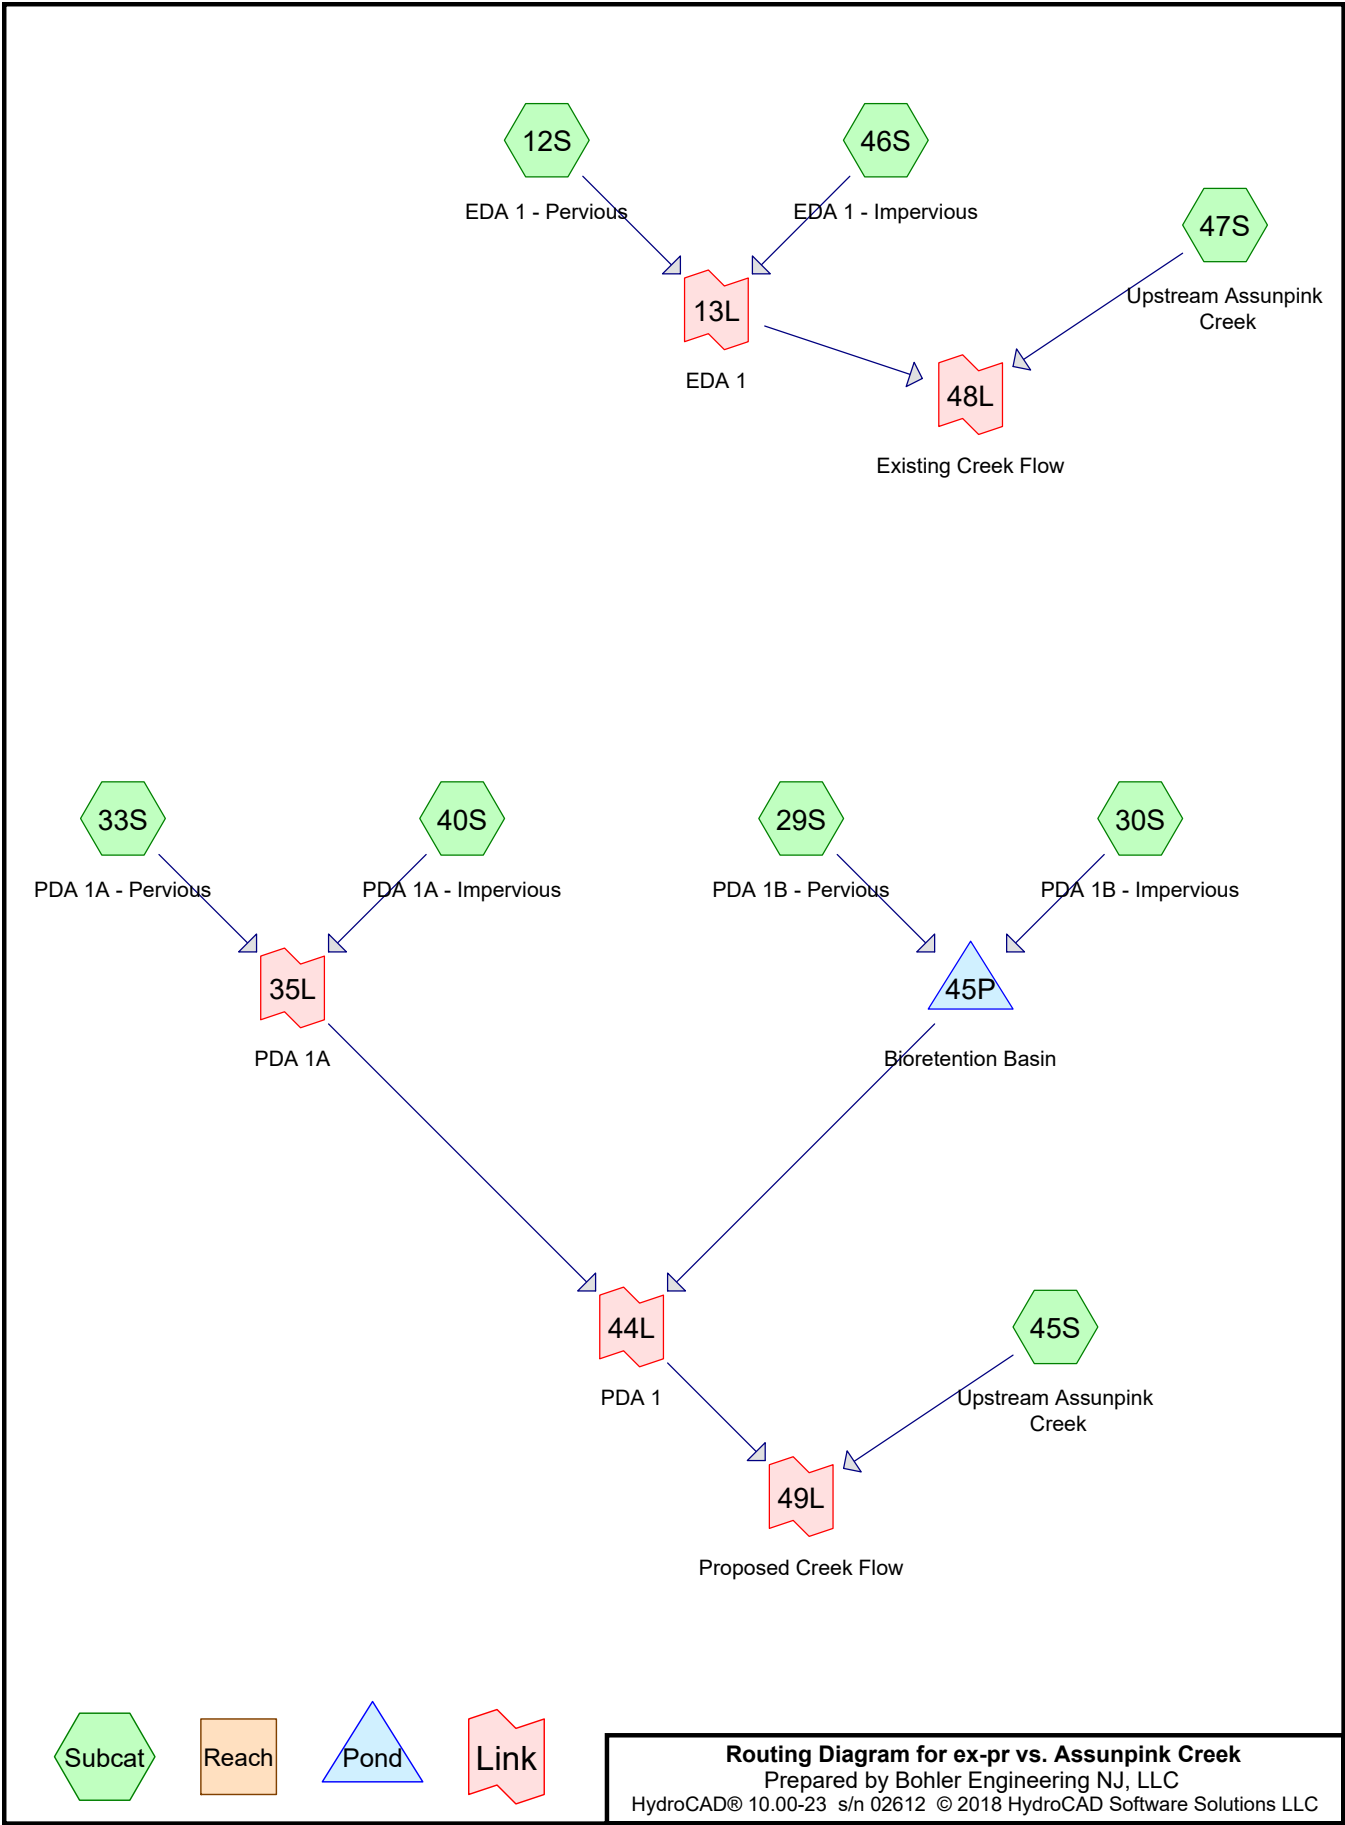 12S
46S
EDA 1 - Pervious
EDA 1 - Impervious
47S
Upstream Assunpink
Creek
13L
EDA 1
48L
Existing Creek Flow
33S
40S
29S
30S
PDA 1A - Pervious
PDA 1A - Impervious
PDA 1B - Pervious
PDA 1B - Impervious
35L
45P
PDA 1A
Bioretention Basin
44L
45S
PDA 1
Upstream Assunpink
Creek
49L
Proposed Creek Flow
Subcat
Reach
Pond
Link
Routing Diagram for ex-pr vs. Assunpink Creek
Prepared by Bohler Engineering NJ, LLC
HydroCAD® 10.00-23 s/n 02612 © 2018 HydroCAD Software Solutions LLC